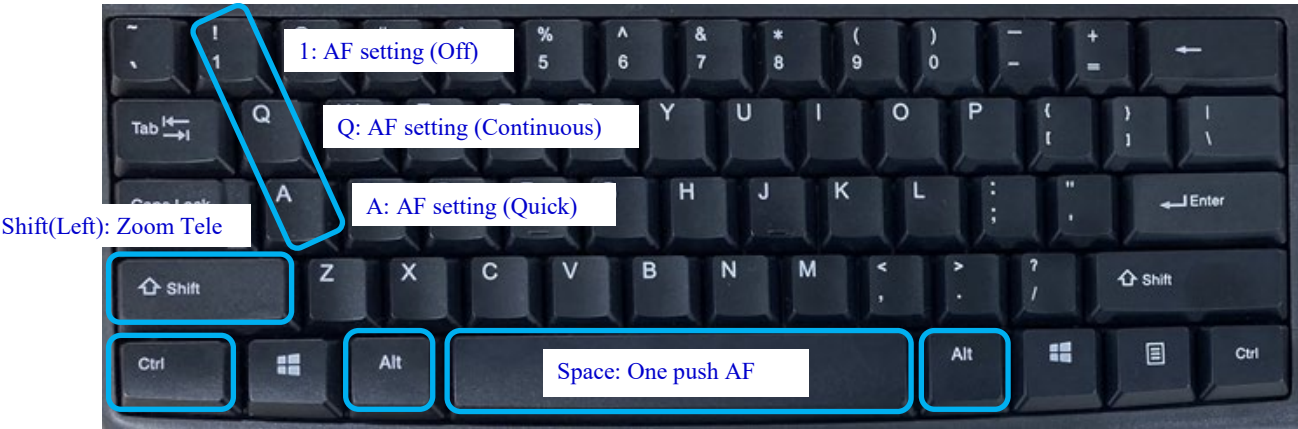 ~ ! % ^ & * ( ) — +
` 1 1: AF setting (Off) 5 6 7 8 9 0 - =
Tab Q Q: AF setting (Continuous) Y U I O P { } |
[ ] \
A A: AF setting (Quick) H J K L : " Enter
; '
Shift(Left): Zoom Tele
Shift Z X C V B N M < > ? Shift
, . /
Ctrl Alt Space: One push AF Alt Ctrl